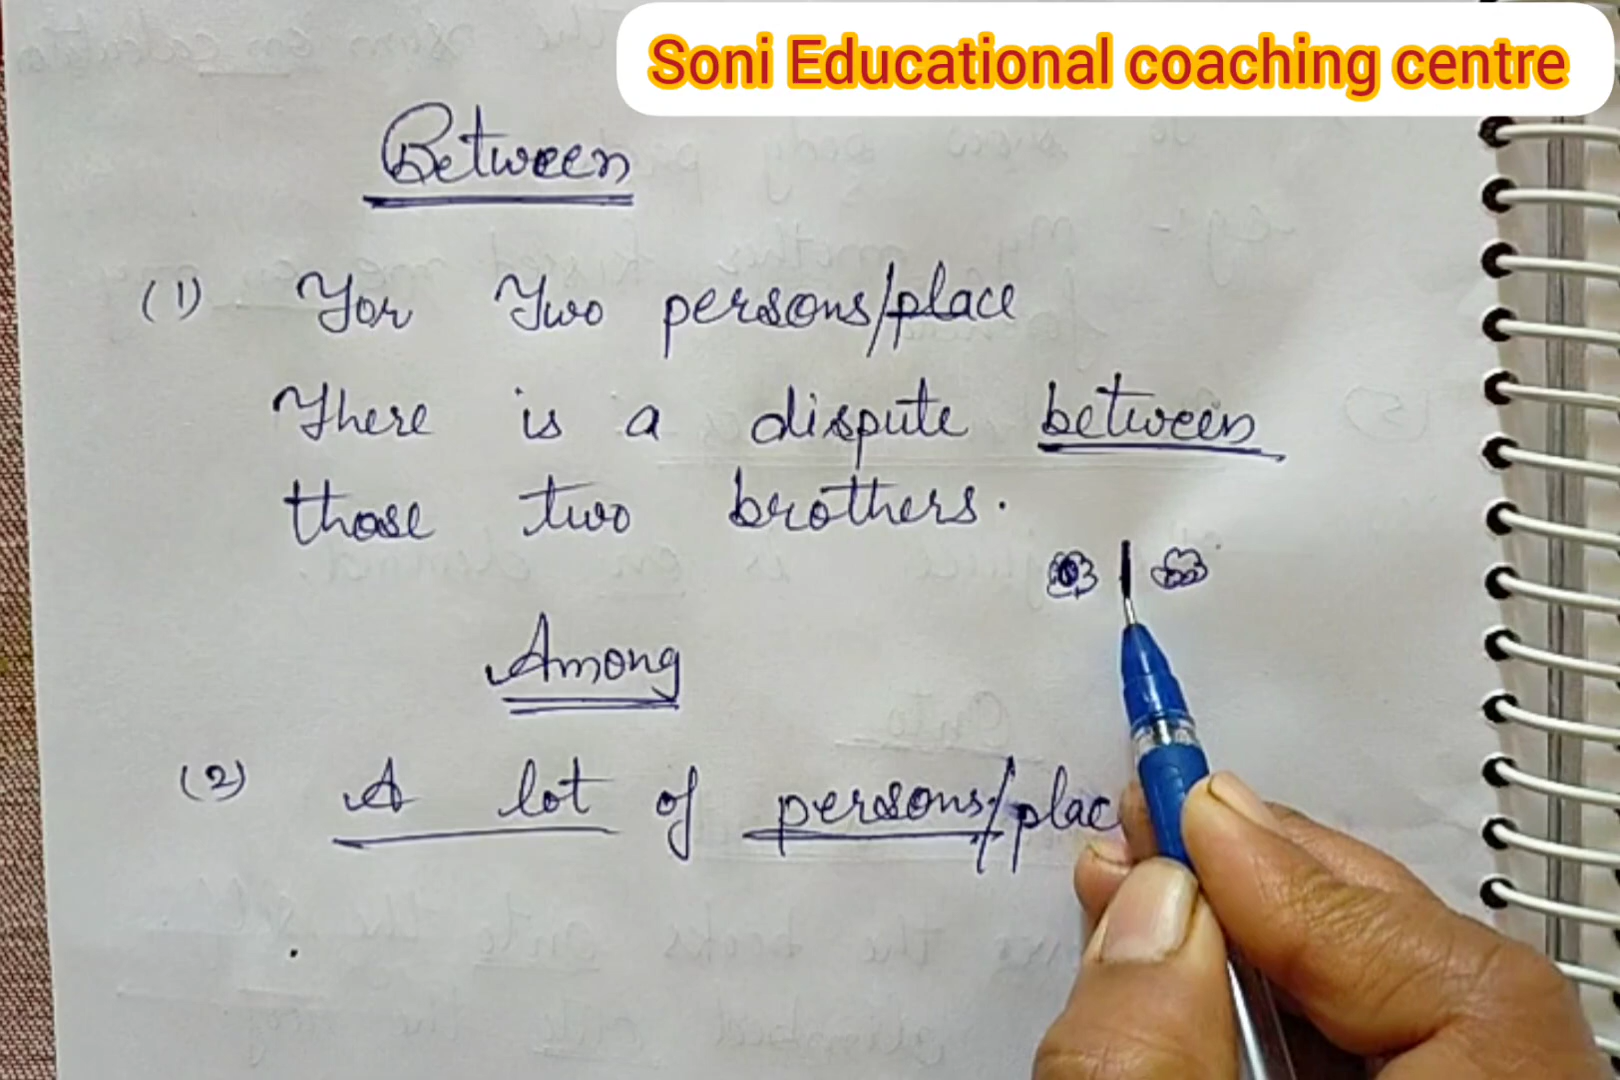 Soni Educational coaching centre
Between
(1) For Two persons/place
There is a dispute between
those two brothers.
Among
(2) A lot of persons/plac